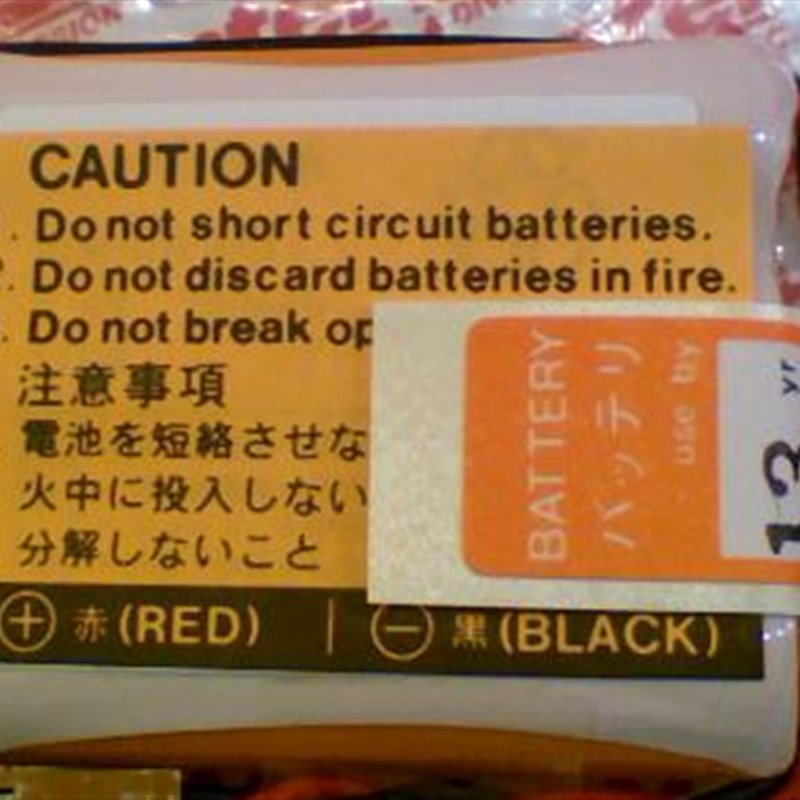 DIVISION
CAUTION
. Do not short circuit batteries.
. Do not discard batteries in fire.
. Do not break op
注意事項
電池を短絡させな
火中に投入しない
分解しないこと
⊕ 赤 (RED) | ⊖ 黒 (BLACK)
BATTERY
バッテリ
use by
yr